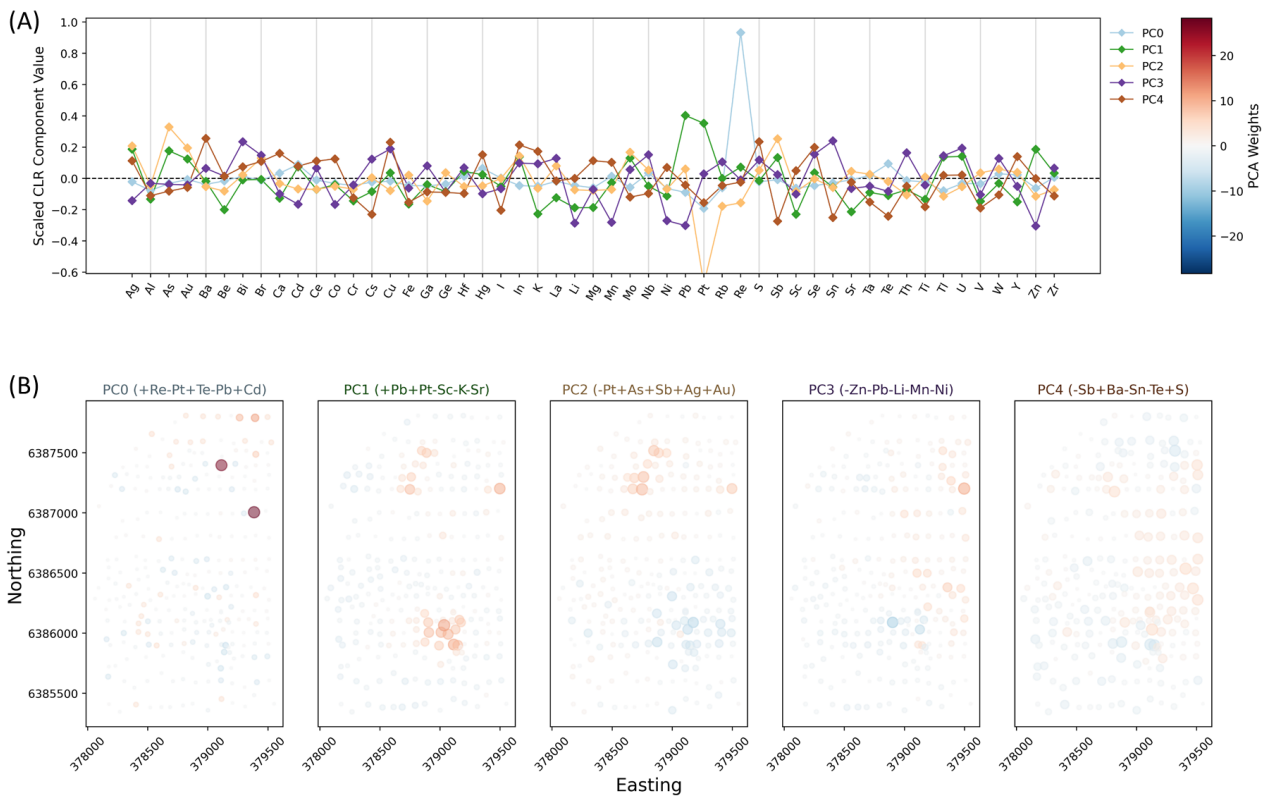 (A)
Scaled CLR Component Value
1.0
0.8
0.6
0.4
0.2
0.0
−0.2
−0.4
−0.6
Ag Al As Au Ba Be Bi Br Ca Cd Ce Co Cr Cs Cu Fe Ga Ge Hf Hg I In K La Li Mg Mn Mo Nb Ni Pb Pt Rb Re S Sb Sc Se Sn Sr Ta Te Th Ti Tl U V W Y Zn Zr
PC0
PC1
PC2
PC3
PC4
20
10
0
−10
−20
PCA Weights
(B)
PC0 (+Re-Pt+Te-Pb+Cd)
PC1 (+Pb+Pt-Sc-K-Sr)
PC2 (-Pt+As+Sb+Ag+Au)
PC3 (-Zn-Pb-Li-Mn-Ni)
PC4 (-Sb+Ba-Sn-Te+S)
Northing
6387500
6387000
6386500
6386000
6385500
378000 378500 379000 379500
378000 378500 379000 379500
378000 378500 379000 379500
378000 378500 379000 379500
378000 378500 379000 379500
Easting